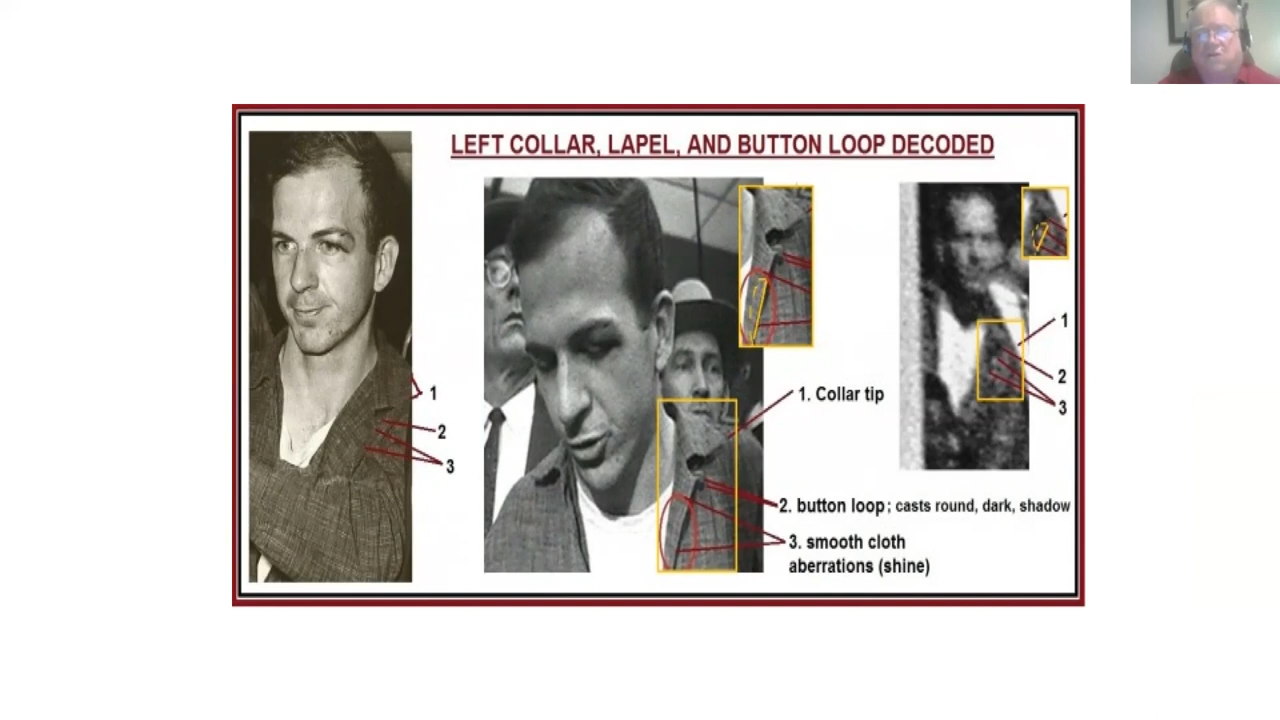 LEFT COLLAR, LAPEL, AND BUTTON LOOP DECODED
1
2
3
1. Collar tip
2. button loop; casts round, dark, shadow
3. smooth cloth
aberrations (shine)
1
2
3